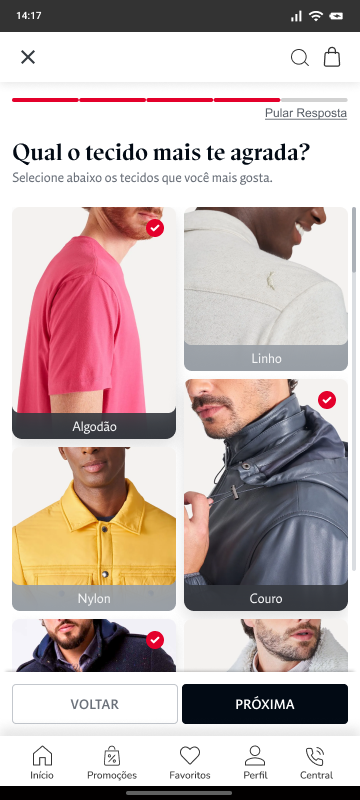 14:17
Pular Resposta
Qual o tecido mais te agrada?
Selecione abaixo os tecidos que você mais gosta.
Algodão
Linho
Nylon
Couro
VOLTAR
PRÓXIMA
Início
Promoções
Favoritos
Perfil
Central